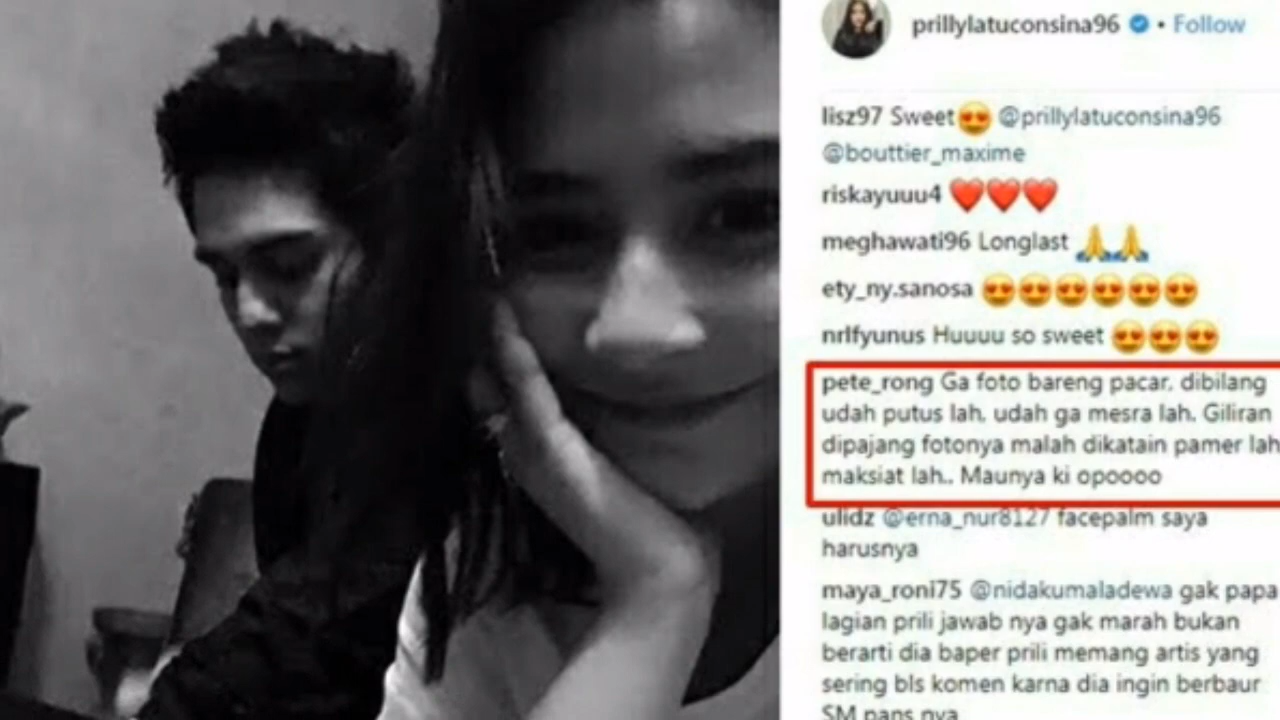 prillylatuconsina96 • Follow
lisz97 Sweet😍 @prillylatuconsina96
@bouttier_maxime
riskayuuu4 ❤️❤️❤️
meghawati96 Longlast 🙏🙏
ety_ny.sanosa 😍😍😍😍😍😍
nrlfyunus Huuuu so sweet 😍😍😍
pete_rong Ga foto bareng pacar, dibilang
udah putus lah, udah ga mesra lah. Giliran
dipajang fotonya malah dikatain pamer lah
maksiat lah.. Maunya ki opoooo
ulidz @erna_nur8127 facepalm saya
harusnya
maya_roni75 @nidakumaladewa gak papa
lagian prili jawab nya gak marah bukan
berarti dia baper prili memang artis yang
sering bls komen karna dia ingin berbaur
SM pans nya